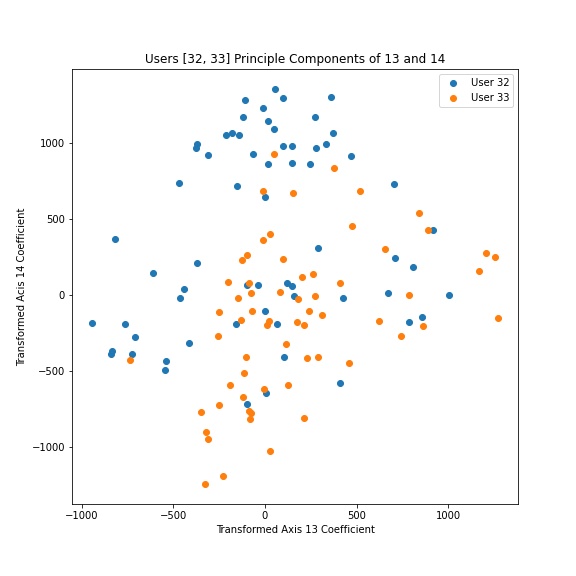 Users [32, 33] Principle Components of 13 and 14
User 32
User 33
Transformed Acis 14 Coefficient
1000
500
0
−500
−1000
−1000 −500 0 500 1000
Transformed Axis 13 Coefficient